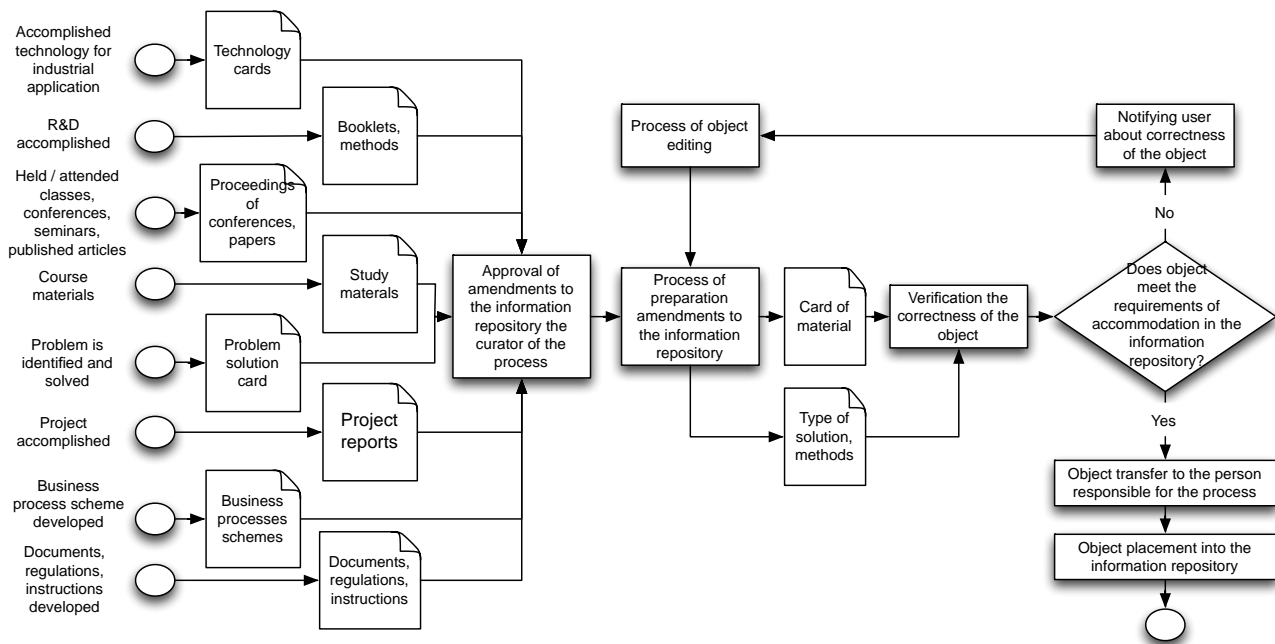 Accomplished
technology for
industrial
application
Technology
cards
R&D
accomplished
Booklets,
methods
Held / attended
classes,
conferences,
seminars,
published articles
Proceedings
of
conferences,
papers
Course
materials
Study
materals
Problem is
identified and
solved
Problem
solution
card
Project
accomplished
Project
reports
Business
process scheme
developed
Business
processes
schemes
Documents,
regulations,
instructions
developed
Documents,
regulations,
instructions
Approval of
amendments to
the information
repository the
curator of the
process
Process of object
editing
Process of
preparation
amendments to
the information
repository
Card of
material
Type of
solution,
methods
Verification the
correctness of the
object
Notifying user
about correctness
of the object
No
Does object
meet the
requirements of
accommodation in the
information
repository?
Yes
Object transfer to the person
responsible for the process
Object placement into the
information repository